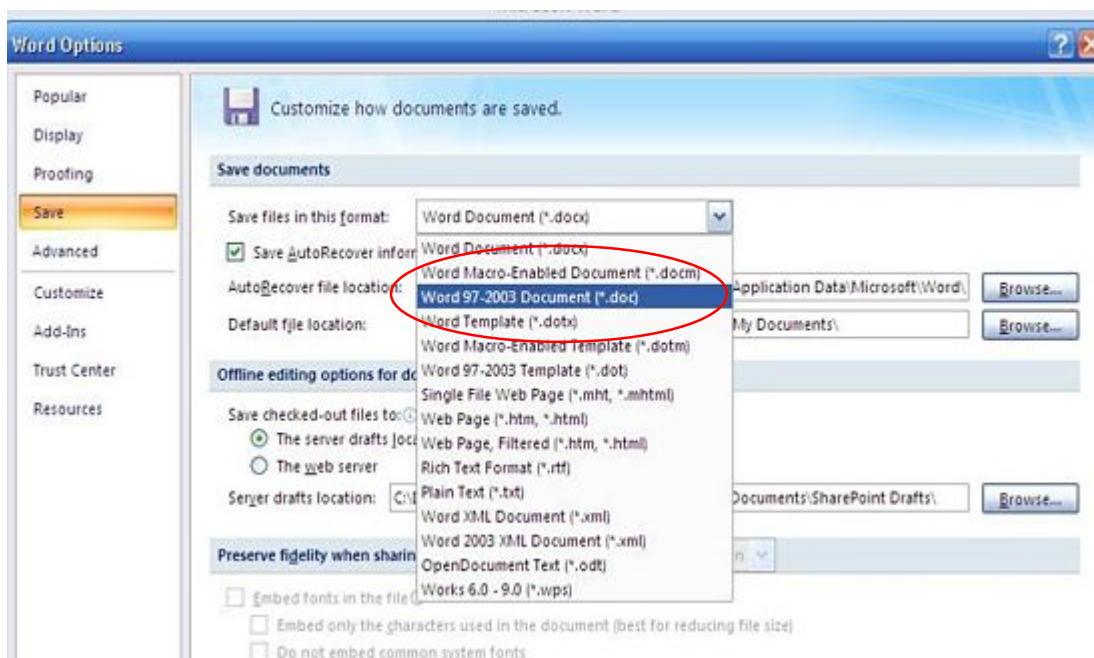 Word Options
Popular
Display
Proofing
Save
Advanced
Customize
Add-Ins
Trust Center
Resources
Customize how documents are saved.
Save documents
Save files in this format: Word Document (*.docx)
Save AutoRecover inforr
AutoRecover file location: Application Data\Microsoft\Word\ Browse...
Default file location: My Documents\ Browse...
Word Document (*.docx)
Word Macro-Enabled Document (*.docm)
Word 97-2003 Document (*.doc)
Word Template (*.dotx)
Word Macro-Enabled Template (*.dotm)
Word 97-2003 Template (*.dot)
Single File Web Page (*.mht, *.mhtml)
Web Page (*.htm, *.html)
Web Page, Filtered (*.htm, *.html)
Rich Text Format (*.rtf)
Plain Text (*.txt)
Word XML Document (*.xml)
Word 2003 XML Document (*.xml)
OpenDocument Text (*.odt)
Works 6.0 - 9.0 (*.wps)
Offline editing options for do
Save checked-out files to:
The server drafts loca
The web server
Server drafts location: C:\ Documents\SharePoint Drafts\ Browse...
Preserve fidelity when sharin
Embed fonts in the file
Embed only the characters used in the document (best for reducing file size)
Do not embed common system fonts